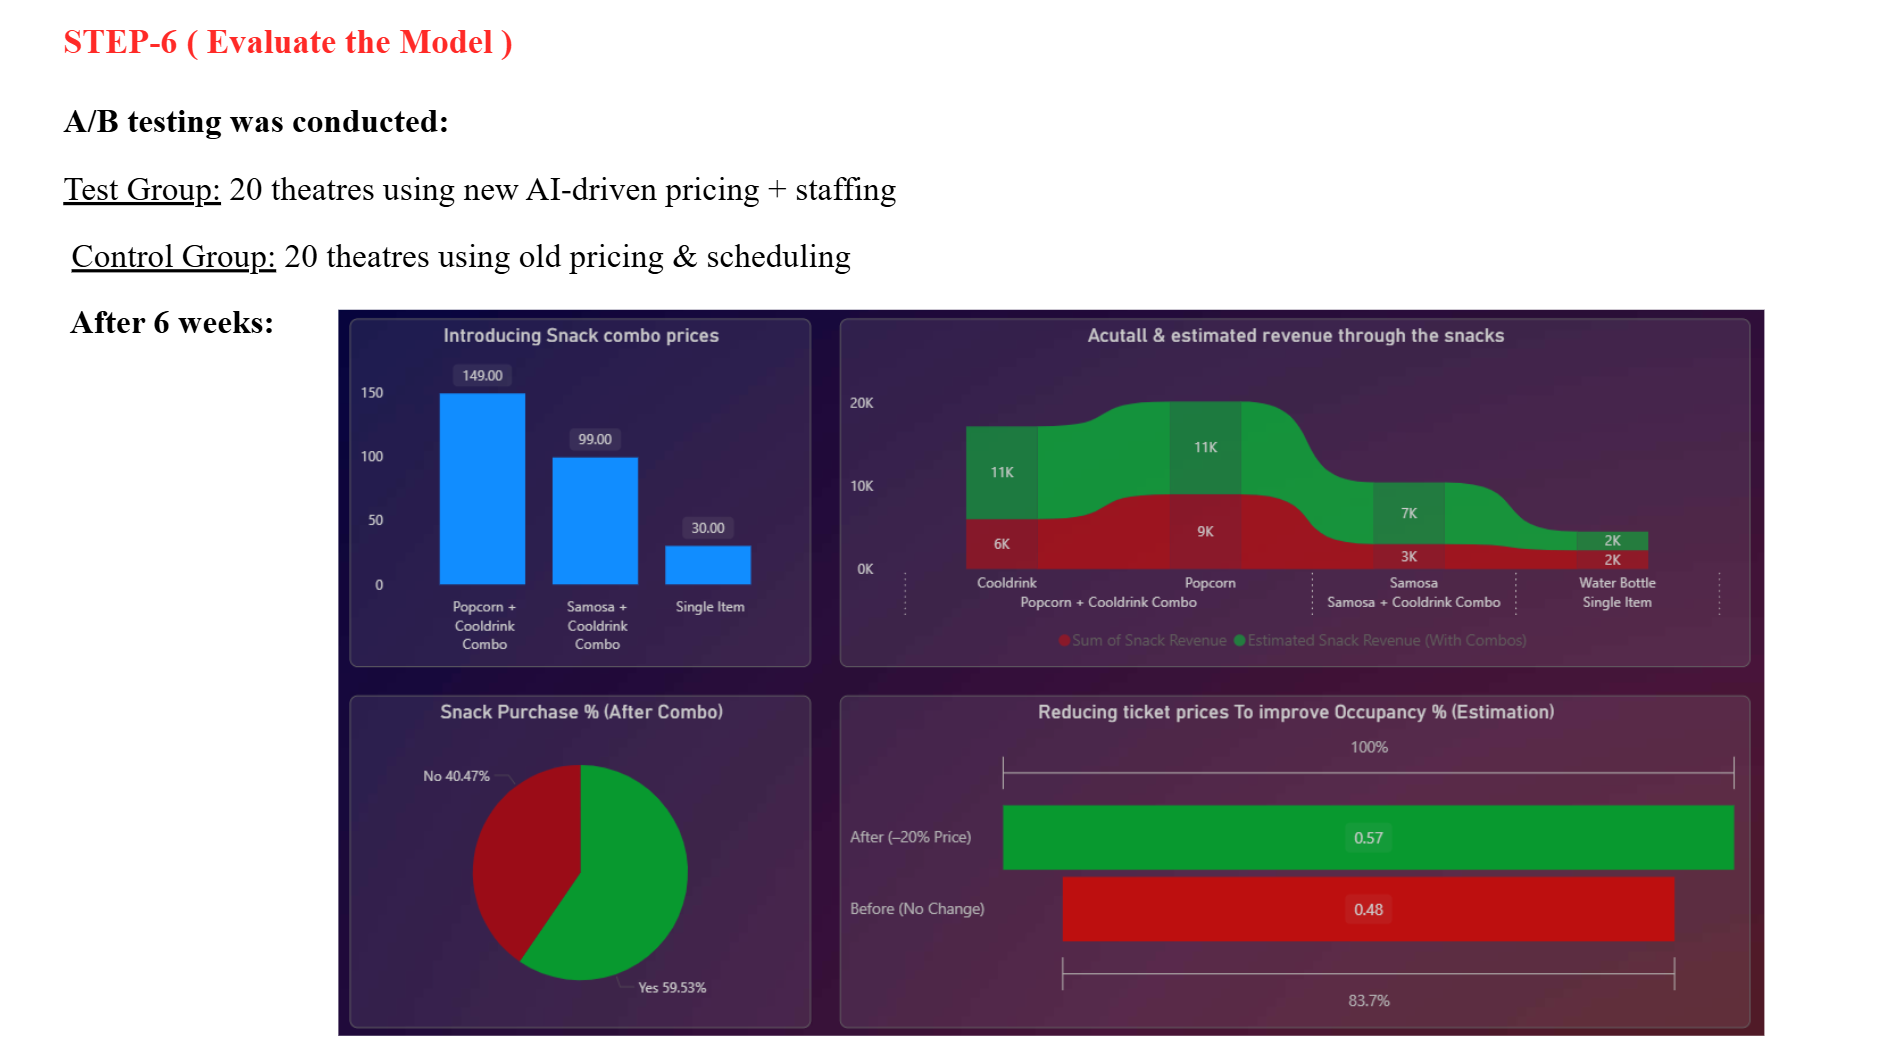 STEP-6 ( Evaluate the Model )
A/B testing was conducted:
Test Group: 20 theatres using new AI-driven pricing + staffing
Control Group: 20 theatres using old pricing & scheduling
After 6 weeks:
Introducing Snack combo prices
149.00
150
99.00
100
50
30.00
0
Popcorn +
Cooldrink
Combo
Samosa +
Cooldrink
Combo
Single Item
Acutall & estimated revenue through the snacks
20K
10K
0K
11K
6K
11K
9K
7K
3K
2K
2K
Cooldrink
Popcorn
Samosa
Water Bottle
Popcorn + Cooldrink Combo
Samosa + Cooldrink Combo
Single Item
Sum of Snack Revenue
Estimated Snack Revenue (With Combos)
Snack Purchase % (After Combo)
No 40.47%
Yes 59.53%
Reducing ticket prices To improve Occupancy % (Estimation)
100%
After (–20% Price)
0.57
Before (No Change)
0.48
83.7%